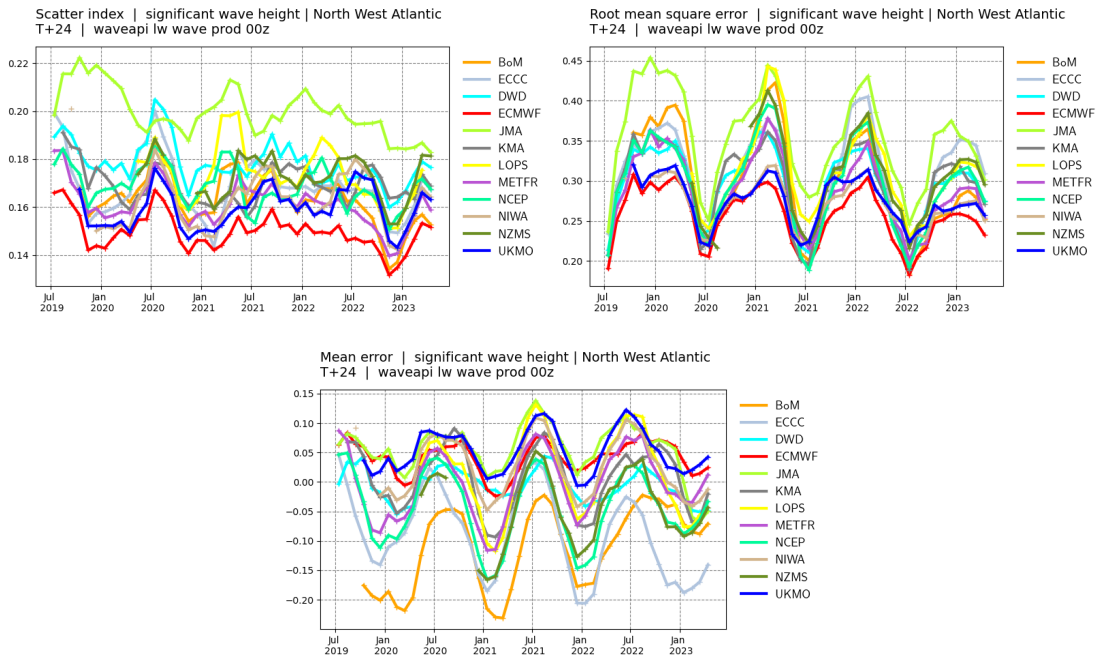 Scatter index | significant wave height | North West Atlantic
T+24 | waveapi lw wave prod 00z
0.22
0.20
0.18
0.16
0.14
Jul 2019
Jan 2020
Jul 2020
Jan 2021
Jul 2021
Jan 2022
Jul 2022
Jan 2023
BoM
ECCC
DWD
ECMWF
JMA
KMA
LOPS
METFR
NCEP
NIWA
NZMS
UKMO
Root mean square error | significant wave height | North West Atlantic
T+24 | waveapi lw wave prod 00z
0.45
0.40
0.35
0.30
0.25
0.20
Jul 2019
Jan 2020
Jul 2020
Jan 2021
Jul 2021
Jan 2022
Jul 2022
Jan 2023
BoM
ECCC
DWD
ECMWF
JMA
KMA
LOPS
METFR
NCEP
NIWA
NZMS
UKMO
Mean error | significant wave height | North West Atlantic
T+24 | waveapi lw wave prod 00z
0.15
0.10
0.05
0.00
−0.05
−0.10
−0.15
−0.20
Jul 2019
Jan 2020
Jul 2020
Jan 2021
Jul 2021
Jan 2022
Jul 2022
Jan 2023
BoM
ECCC
DWD
ECMWF
JMA
KMA
LOPS
METFR
NCEP
NIWA
NZMS
UKMO